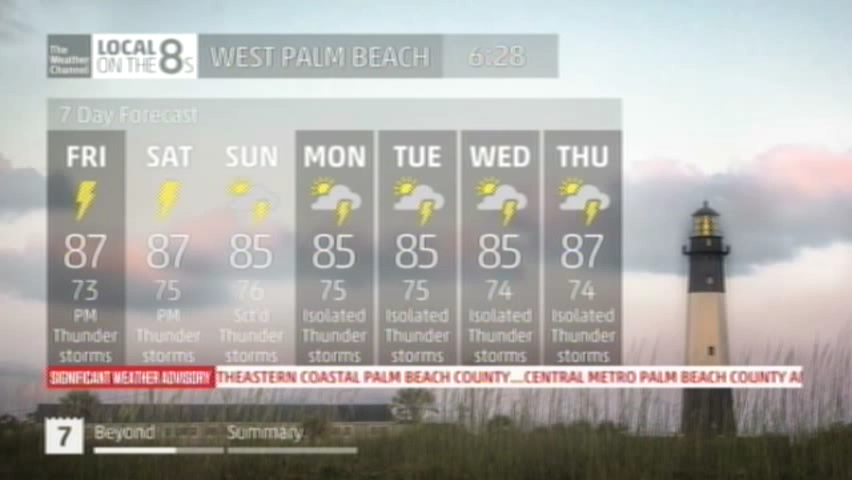 The Weather Channel
LOCAL ON THE 8s
WEST PALM BEACH
6:28
7 Day Forecast
FRI SAT SUN MON TUE WED THU
87 87 85 85 85 85 87
73 75 76 75 75 74 74
PM PM Sct'd Isolated Isolated Isolated Isolated
Thunder Thunder Thunder Thunder Thunder Thunder Thunder
storms storms storms storms storms storms storms
SIGNIFICANT WEATHER ADVISORY THEASTERN COASTAL PALM BEACH COUNTY....CENTRAL METRO PALM BEACH COUNTY A
7 Beyond Summary